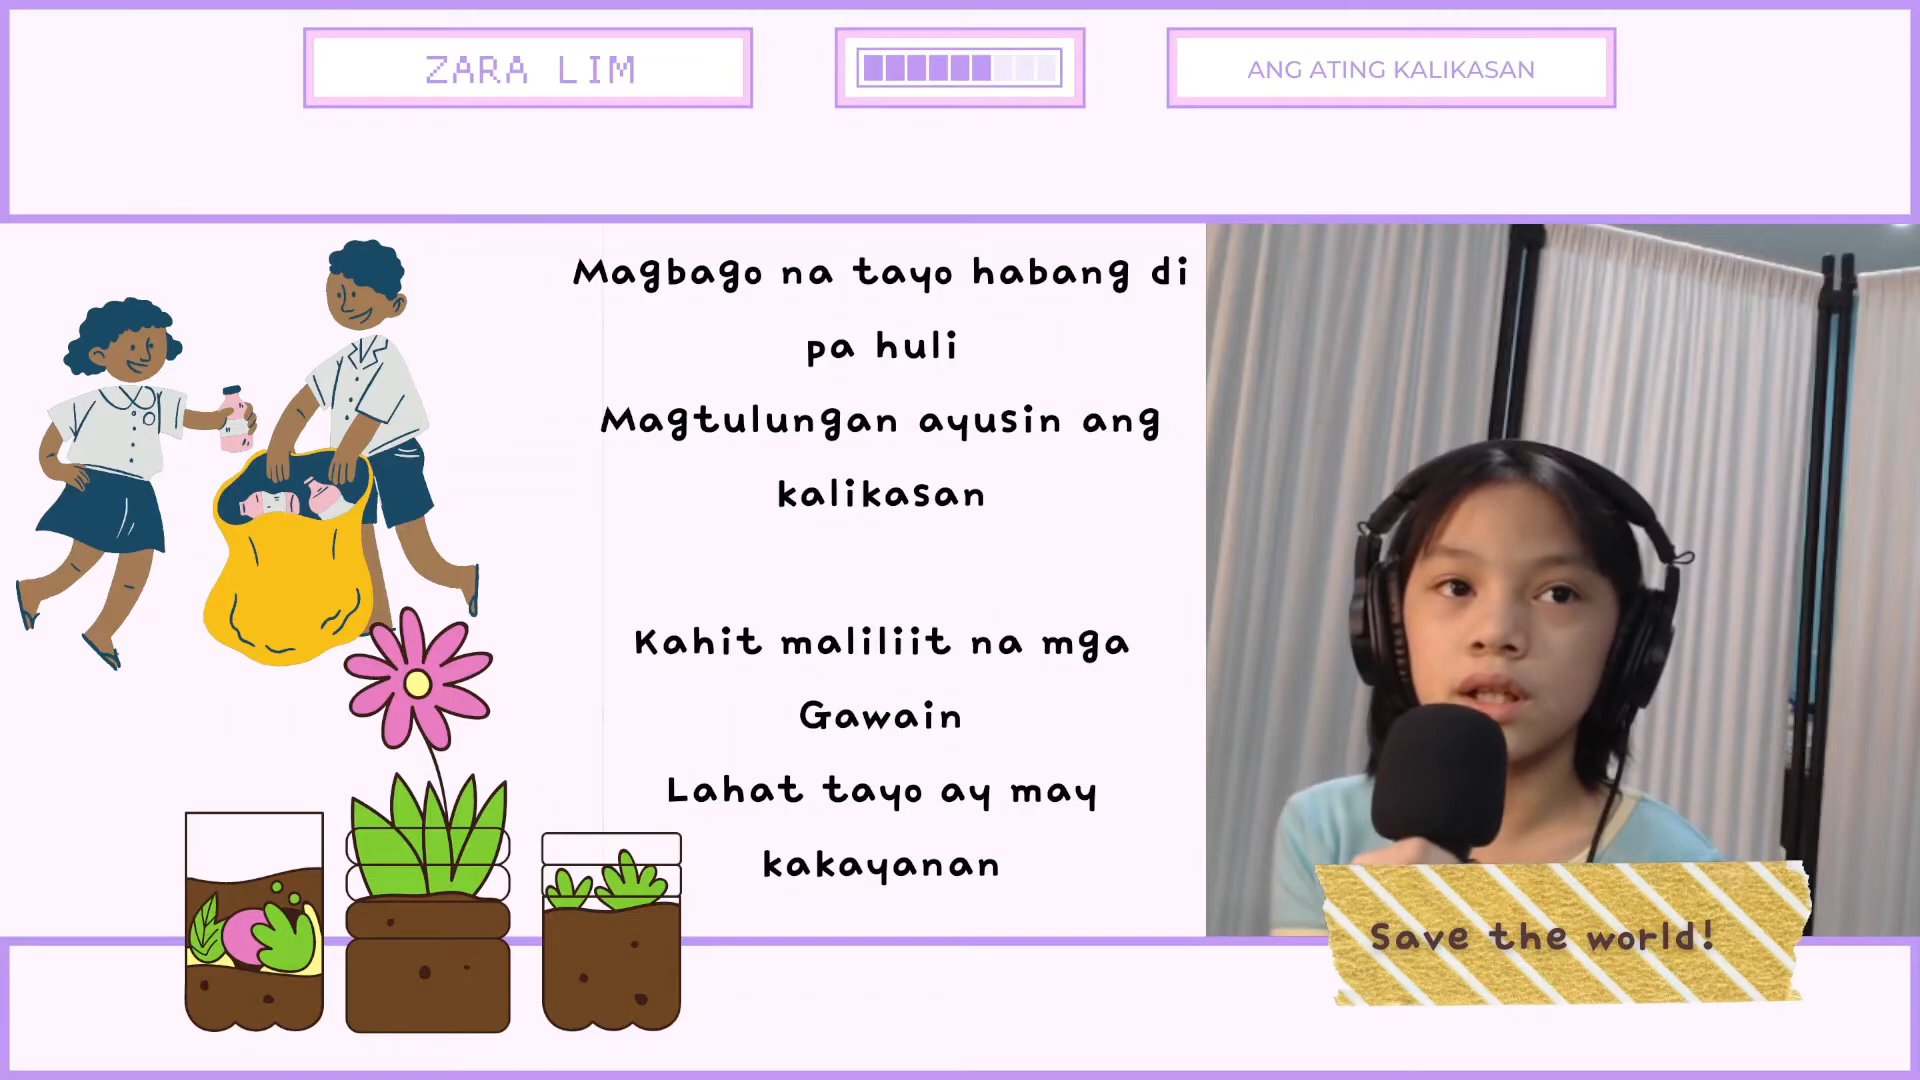 ZARA LIM
ANG ATING KALIKASAN
Magbago na tayo habang di
pa huli
Magtulungan ayusin ang
kalikasan
Kahit maliliit na mga
Gawain
Lahat tayo ay may
kakayanan
Save the world!